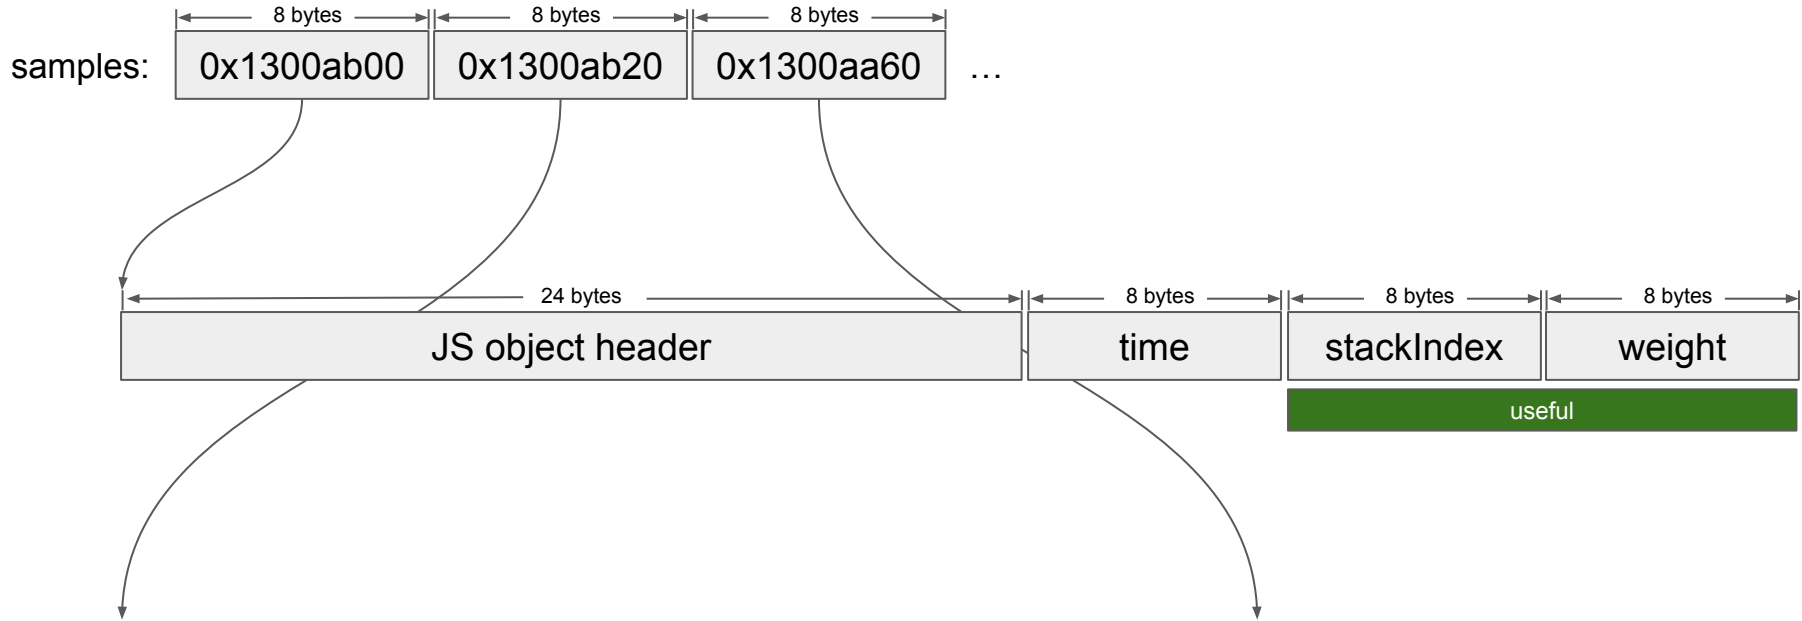 8 bytes 8 bytes 8 bytes
samples: 0x1300ab00 0x1300ab20 0x1300aa60 ...
24 bytes 8 bytes 8 bytes 8 bytes
JS object header time stackIndex weight
useful